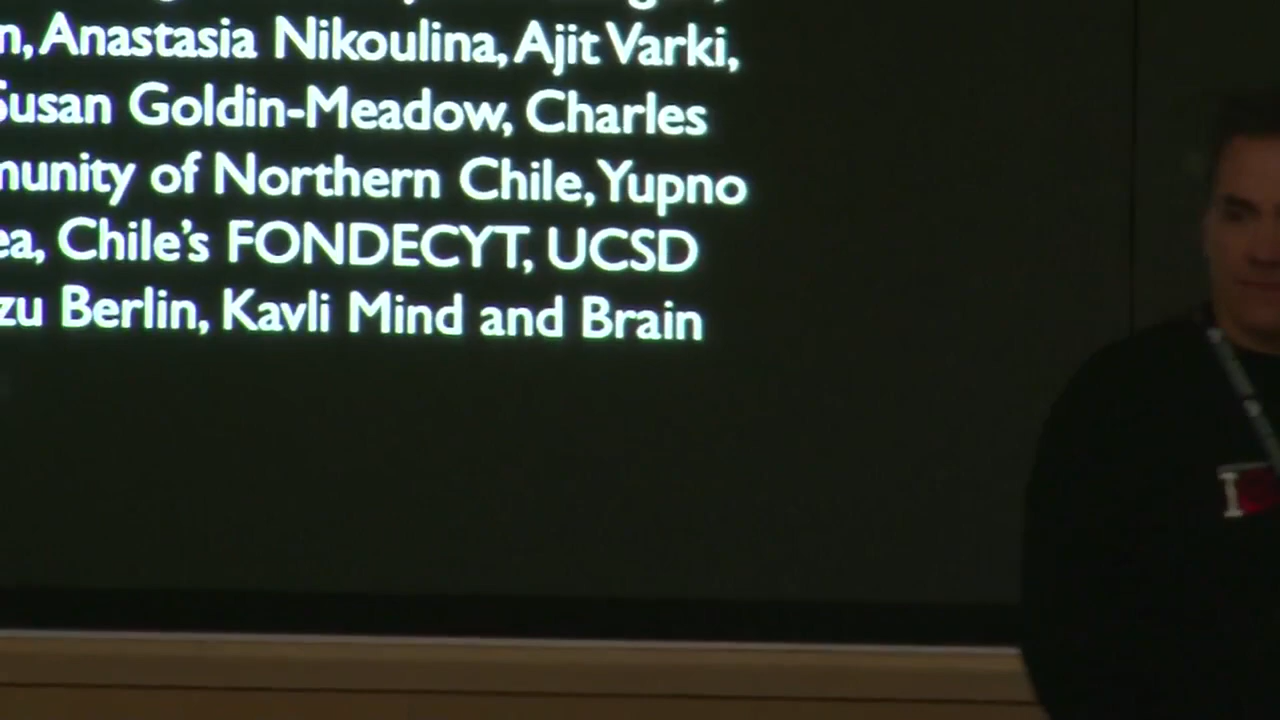 n, Anastasia Nikoulina, Ajit Varki,
Susan Goldin-Meadow, Charles
munity of Northern Chile, Yupno
ea, Chile's FONDECYT, UCSD
zu Berlin, Kavli Mind and Brain
I